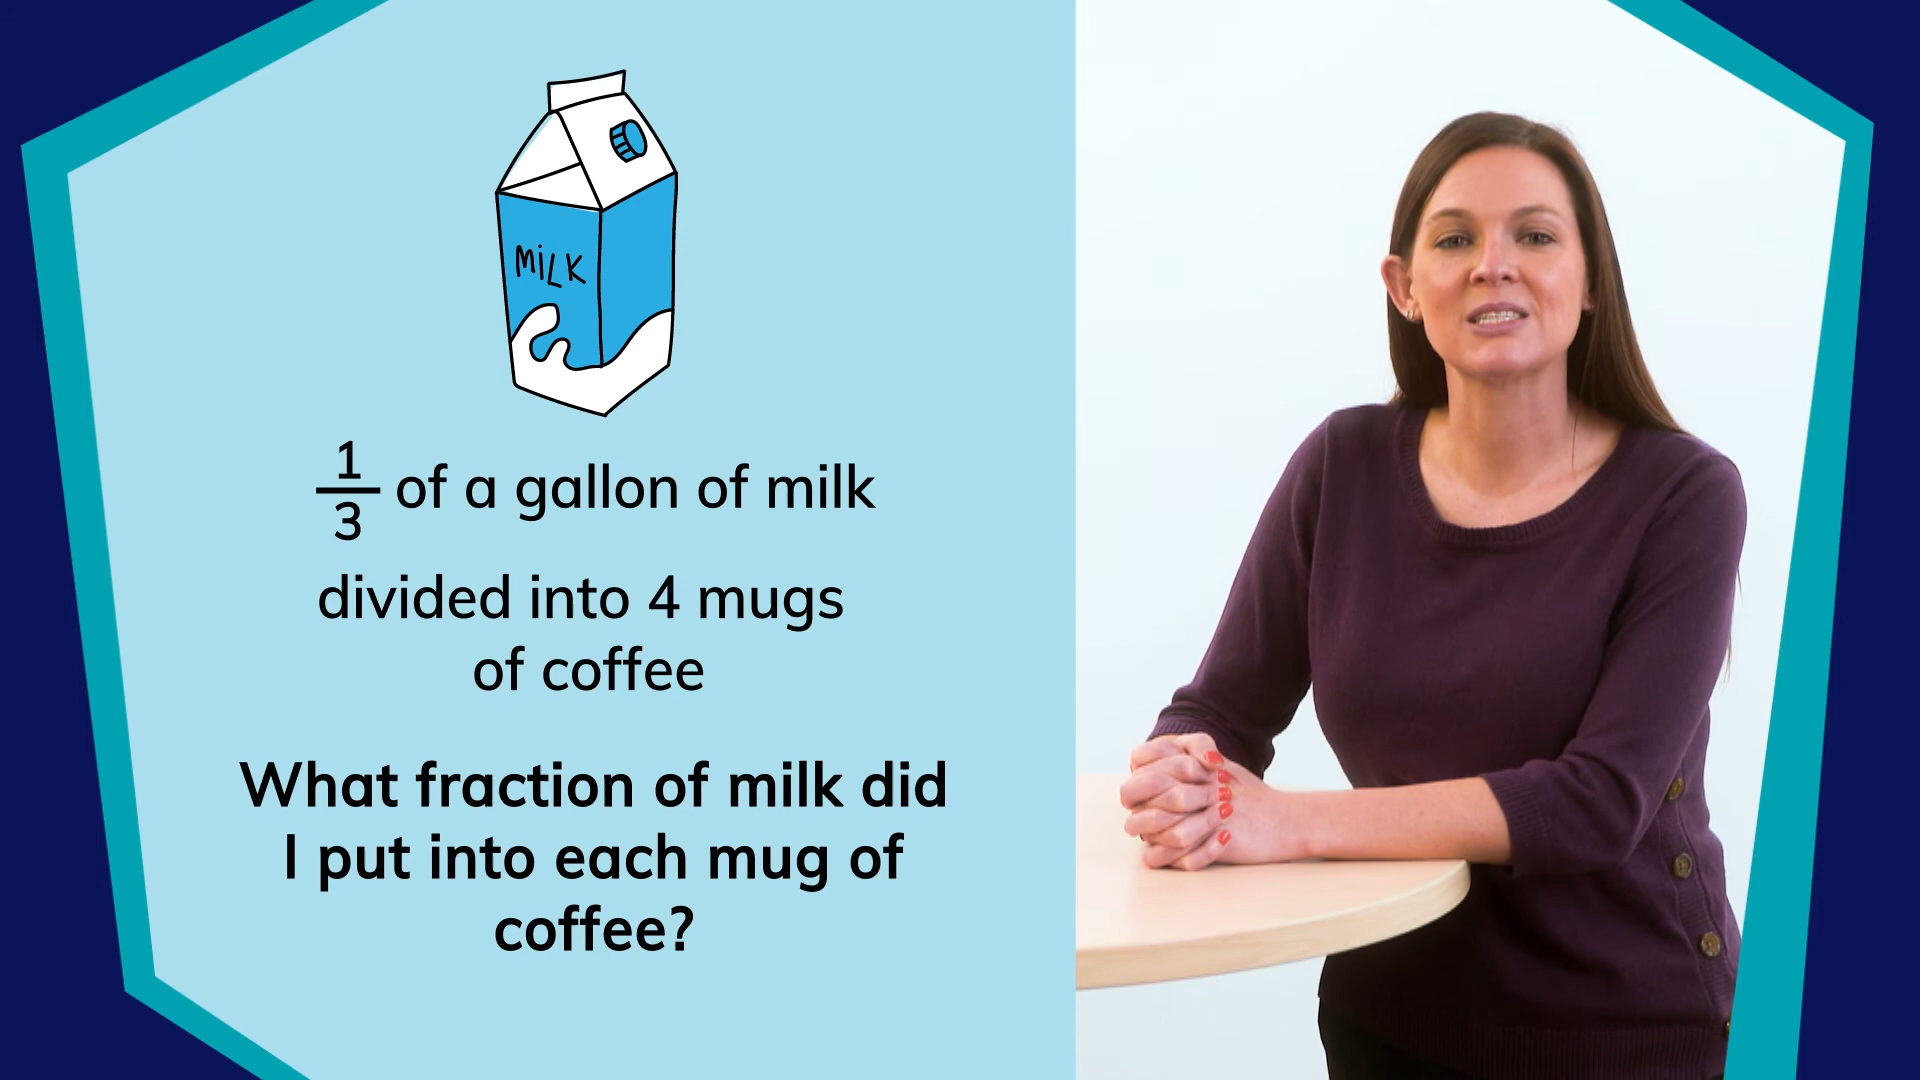 MiLK
1/3 of a gallon of milk
divided into 4 mugs
of coffee
What fraction of milk did
I put into each mug of
coffee?